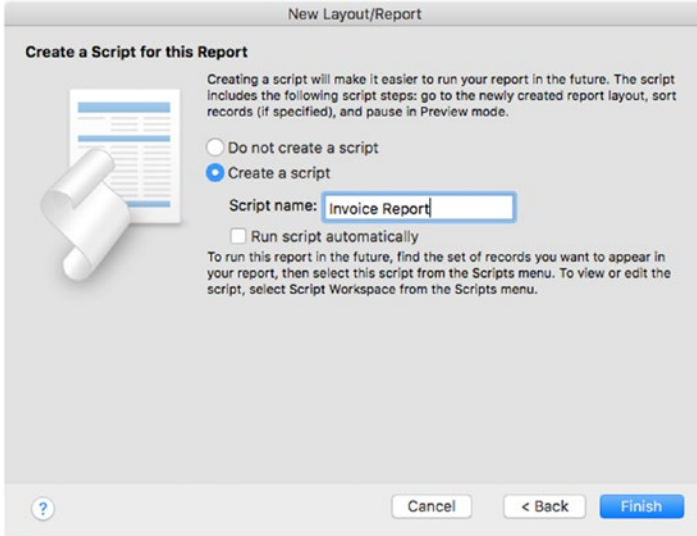 New Layout/Report
Create a Script for this Report
Creating a script will make it easier to run your report in the future. The script
includes the following script steps: go to the newly created report layout, sort
records (if specified), and pause in Preview mode.
Do not create a script
Create a script
Script name: Invoice Report
Run script automatically
To run this report in the future, find the set of records you want to appear in
your report, then select this script from the Scripts menu. To view or edit the
script, select Script Workspace from the Scripts menu.
? Cancel < Back Finish